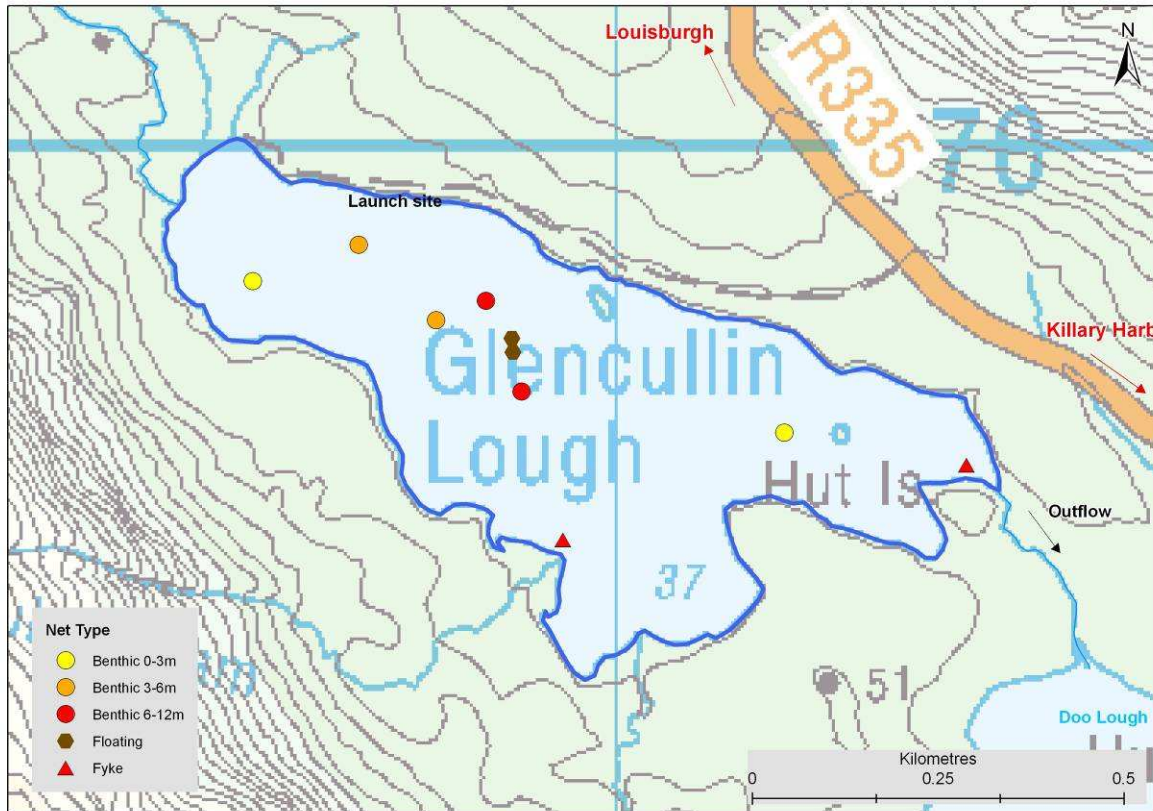 Louisburgh
N
R335
76
Launch site
Killary Harb
Glencullin
Lough
Hut Is
Outflow
37
51
Doo Lough
Net Type
Benthic 0-3m
Benthic 3-6m
Benthic 6-12m
Floating
Fyke
Kilometres
0 0.25 0.5